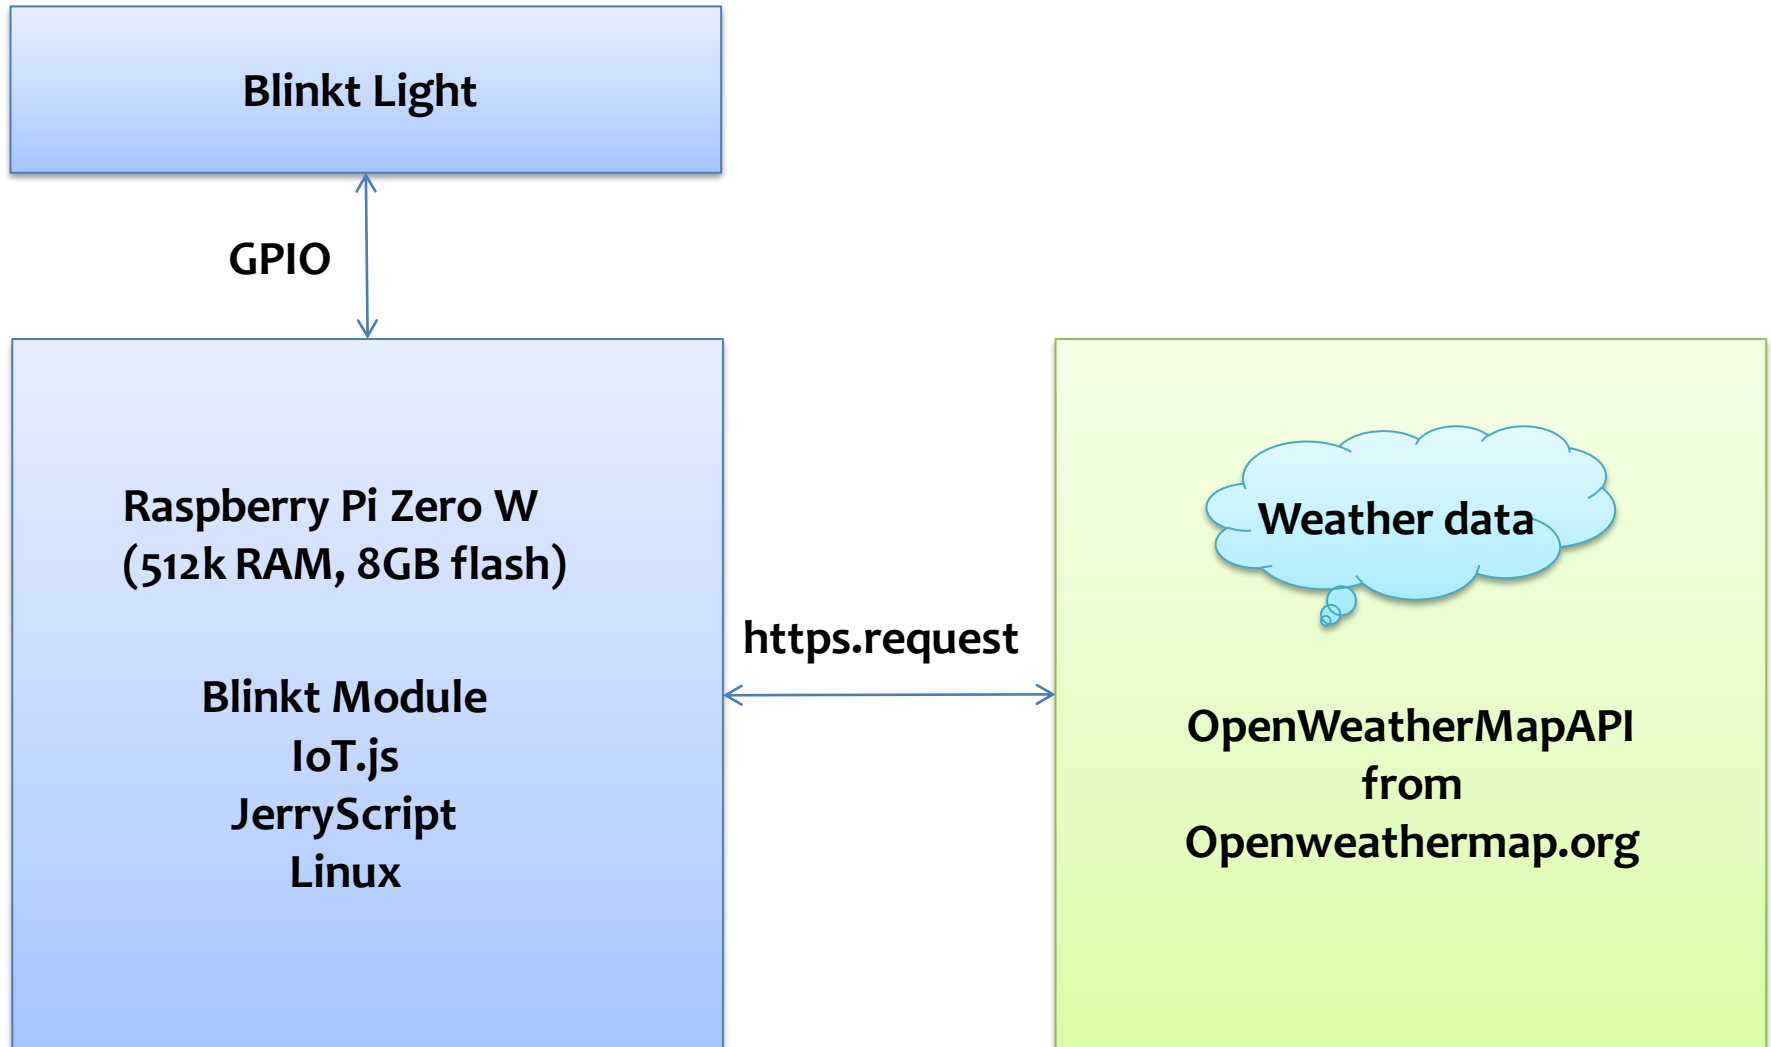 Blinkt Light
GPIO
Raspberry Pi Zero W
(512k RAM, 8GB flash)
Blinkt Module
IoT.js
JerryScript
Linux
https.request
Weather data
OpenWeatherMapAPI
from
Openweathermap.org